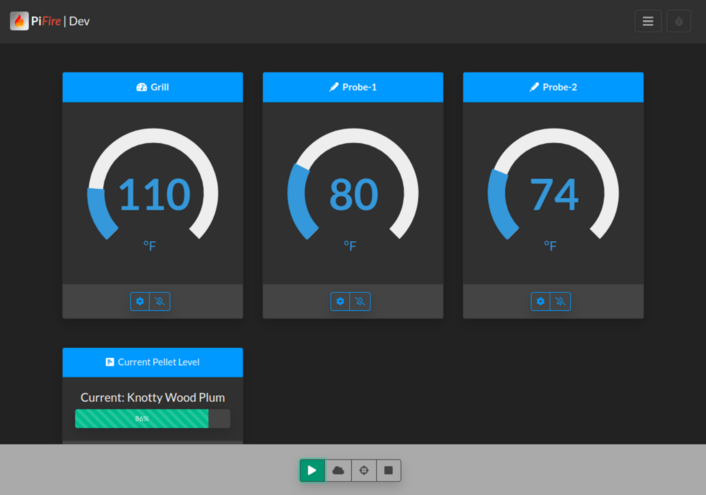 PiFire | Dev
Grill
Probe-1
Probe-2
110
80
74
°F
°F
°F
Current Pellet Level
Current: Knotty Wood Plum
86%